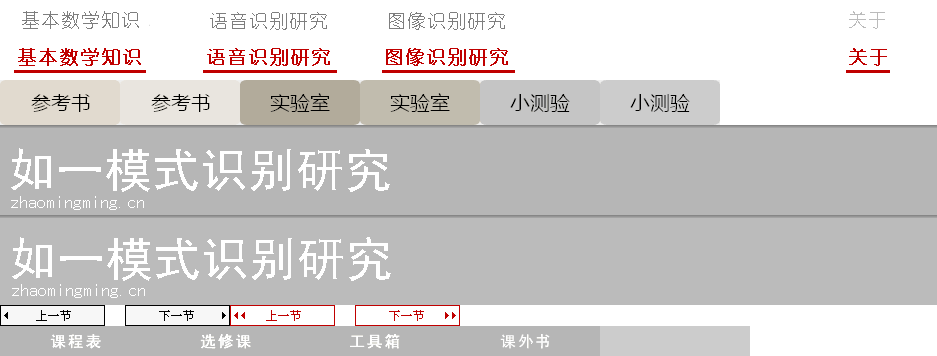 基本数学知识 语音识别研究 图像识别研究 关于
基本数学知识 语音识别研究 图像识别研究 关于
参考书 参考书 实验室 实验室 小测验 小测验
如一模式识别研究
zhaomingming.cn
如一模式识别研究
zhaomingming.cn
上一节 下一节 上一节 下一节
课程表 选修课 工具箱 课外书